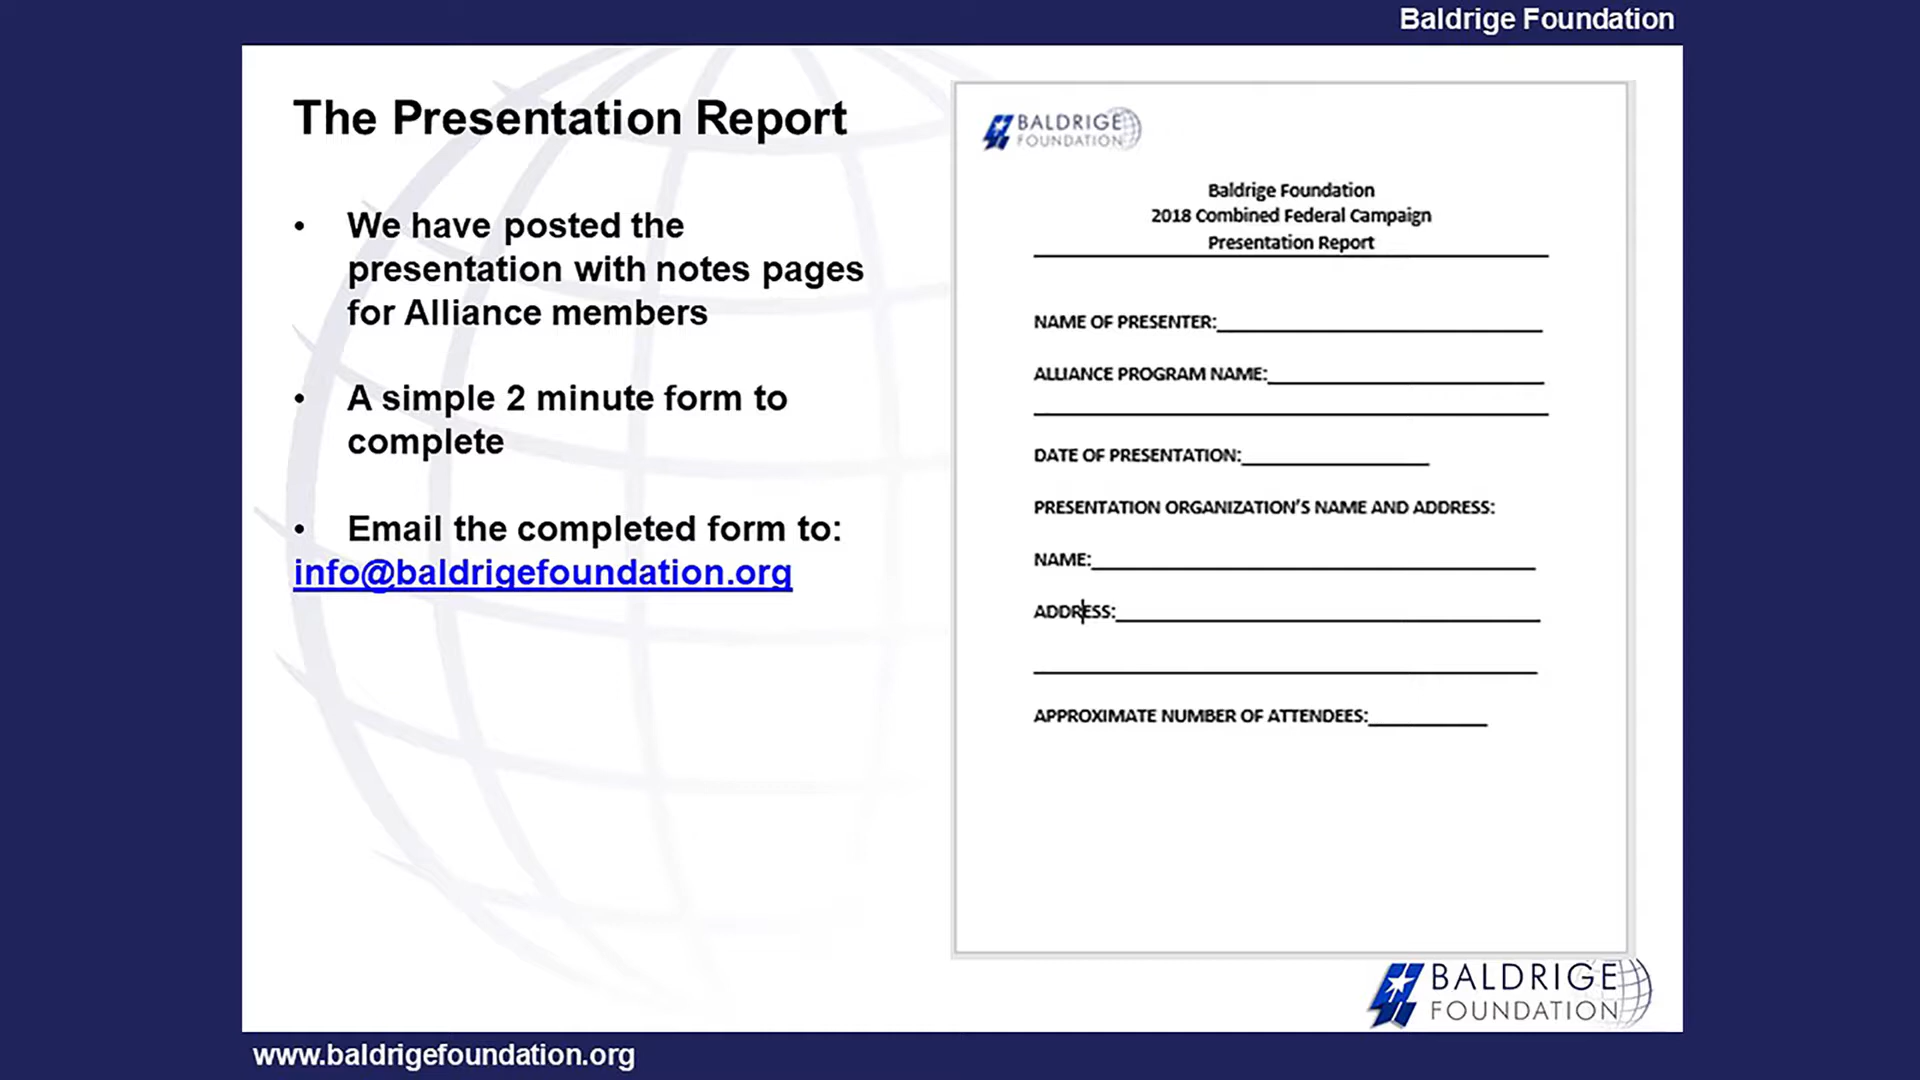 Baldrige Foundation
The Presentation Report
• We have posted the
presentation with notes pages
for Alliance members
• A simple 2 minute form to
complete
• Email the completed form to:
info@baldrigefoundation.org
BALDRIGE
FOUNDATION
Baldrige Foundation
2018 Combined Federal Campaign
Presentation Report
NAME OF PRESENTER:
ALLIANCE PROGRAM NAME:
DATE OF PRESENTATION:
PRESENTATION ORGANIZATION'S NAME AND ADDRESS:
NAME:
ADDRESS:
APPROXIMATE NUMBER OF ATTENDEES:
BALDRIGE
FOUNDATION
www.baldrigefoundation.org